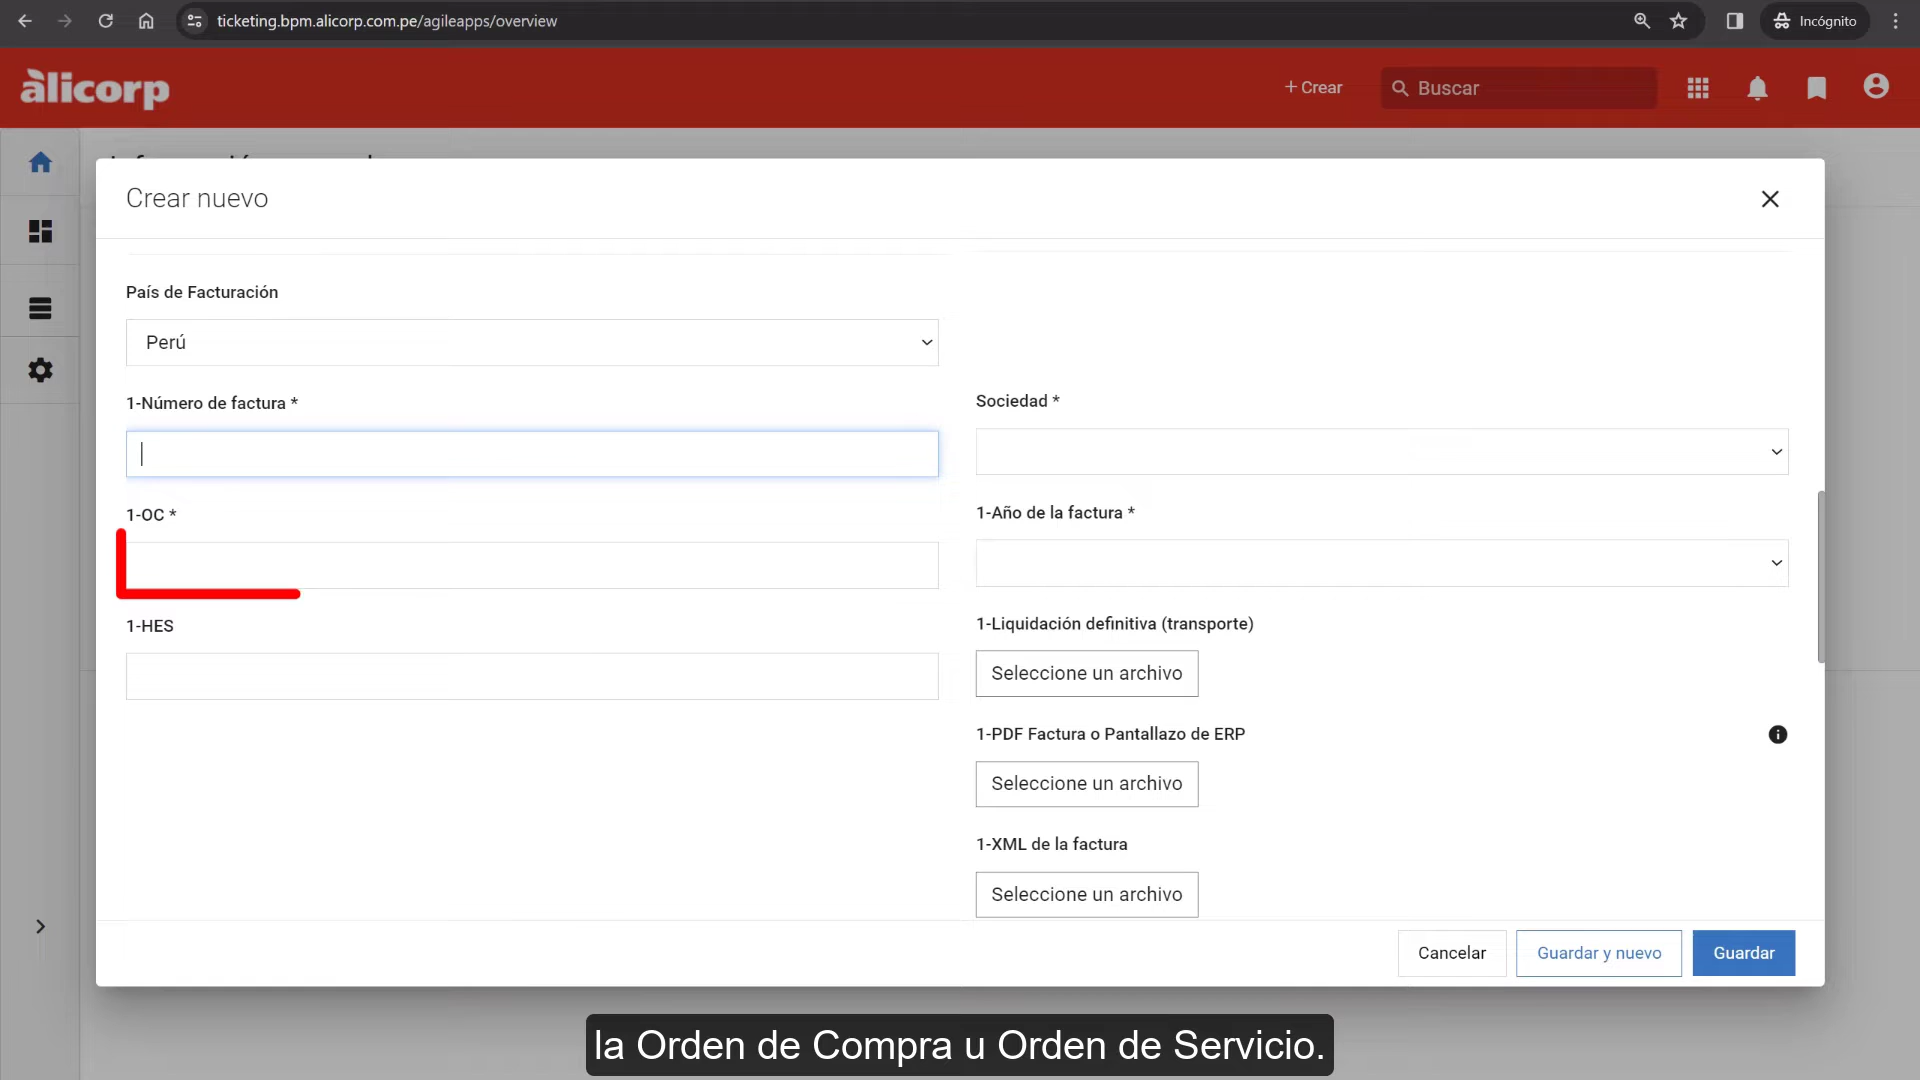 ticketing.bpm.alicorp.com.pe/agileapps/overview
Incógnito
alicorp
+ Crear
Buscar
Crear nuevo
País de Facturación
Perú
1-Número de factura *
Sociedad *
1-OC *
1-Año de la factura *
1-HES
1-Liquidación definitiva (transporte)
Seleccione un archivo
1-PDF Factura o Pantallazo de ERP
Seleccione un archivo
1-XML de la factura
Seleccione un archivo
Cancelar
Guardar y nuevo
Guardar
la Orden de Compra u Orden de Servicio.